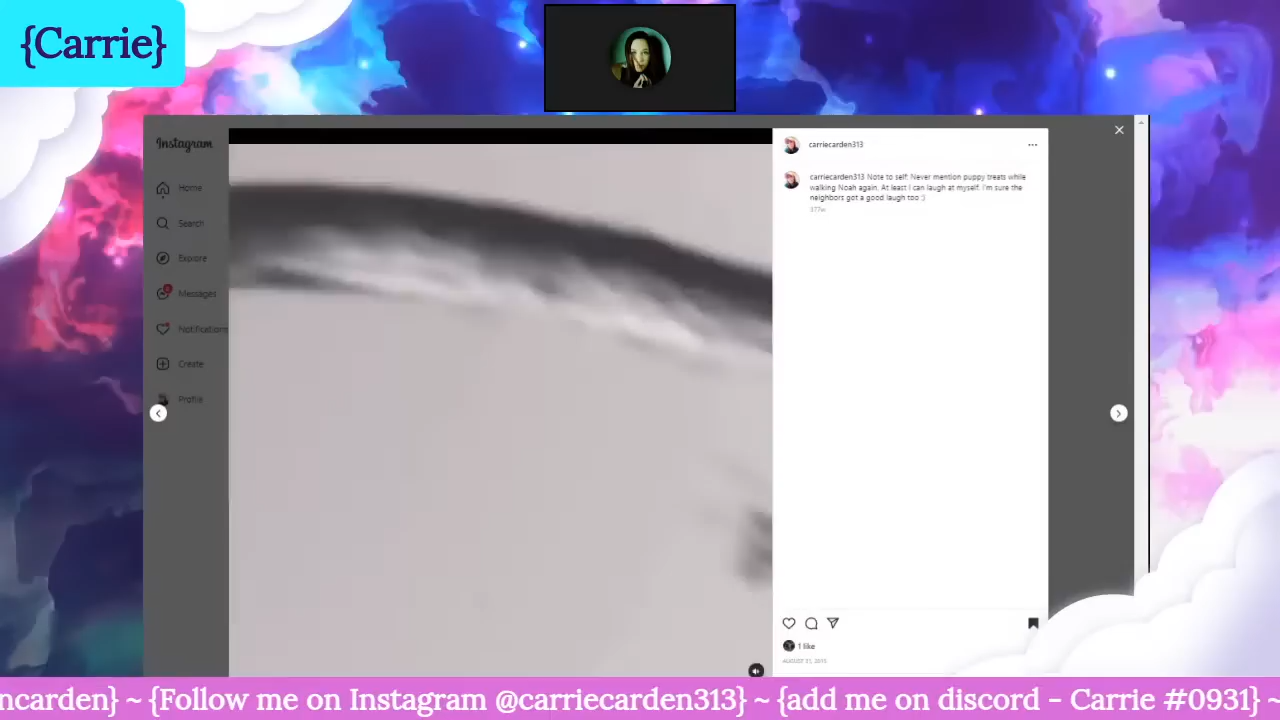 {Carrie}
Instagram
carriecarden313
Home
carriecarden313 Note to self: Never mention puppy treats while
walking Noah again. At least I can laugh at myself. I'm sure the
neighbors got a good laugh too :)
377w
Search
Explore
Messages
Notifications
Create
Profile
1 like
ncarden} ~ {Follow me on Instagram @carriecarden313} ~ {add me on discord - Carrie #0931} ~